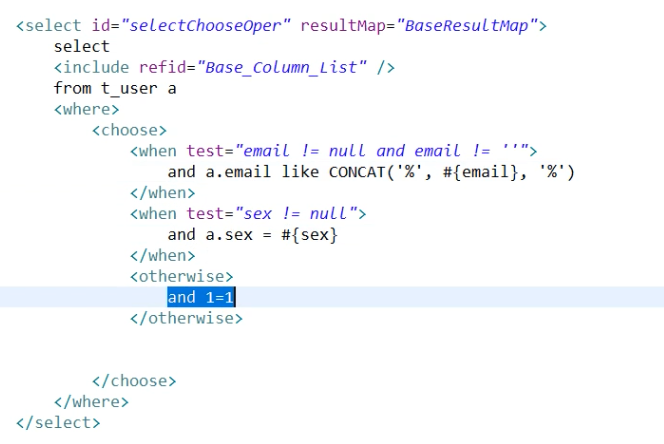 <select id="selectChooseOper" resultMap="BaseResultMap">
select
<include refid="Base_Column_List" />
from t_user a
<where>
<choose>
<when test="email != null and email != ''">
and a.email like CONCAT('%', #{email}, '%')
</when>
<when test="sex != null">
and a.sex = #{sex}
</when>
<otherwise>
and 1=1
</otherwise>
</choose>
</where>
</select>